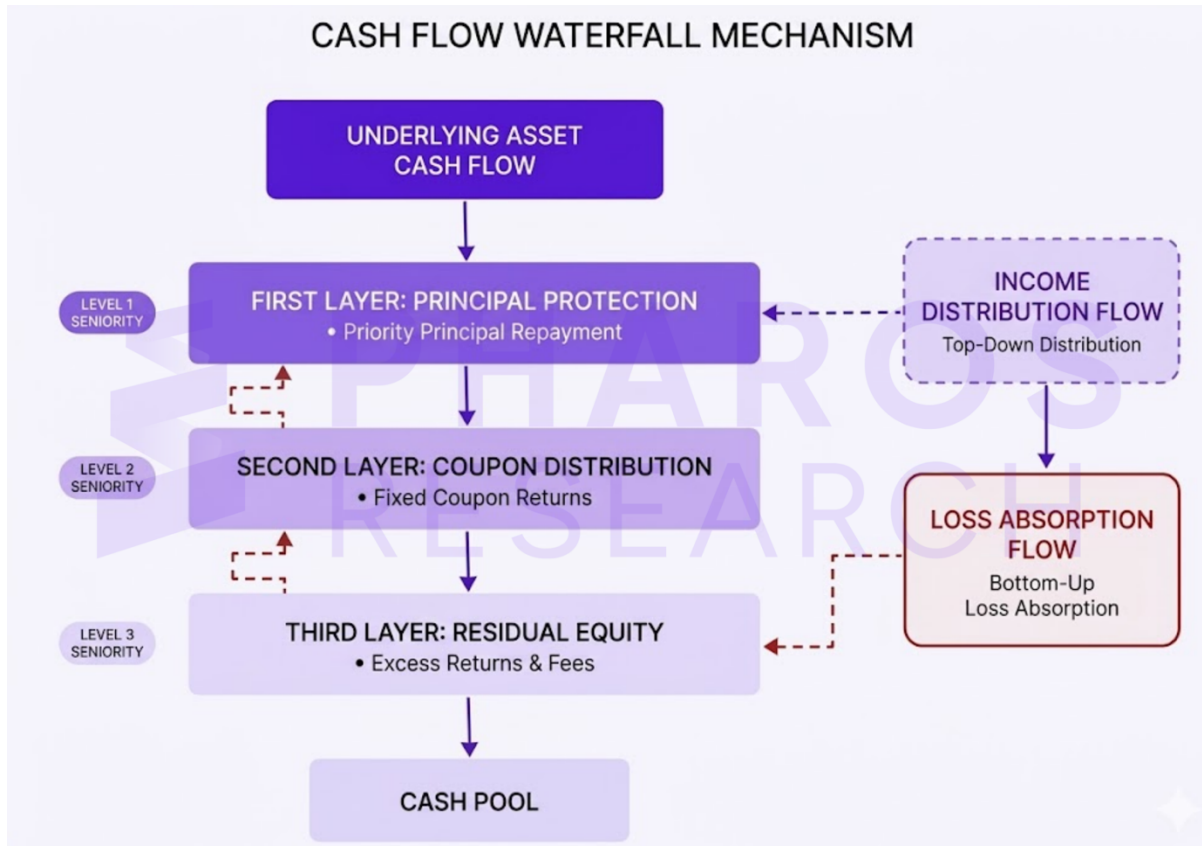 CASH FLOW WATERFALL MECHANISM
UNDERLYING ASSET
CASH FLOW
LEVEL 1
SENIORITY
FIRST LAYER: PRINCIPAL PROTECTION
• Priority Principal Repayment
INCOME
DISTRIBUTION FLOW
Top-Down Distribution
LEVEL 2
SENIORITY
SECOND LAYER: COUPON DISTRIBUTION
• Fixed Coupon Returns
LOSS ABSORPTION
FLOW
Bottom-Up
Loss Absorption
LEVEL 3
SENIORITY
THIRD LAYER: RESIDUAL EQUITY
• Excess Returns & Fees
CASH POOL
PHAROS
RESEARCH